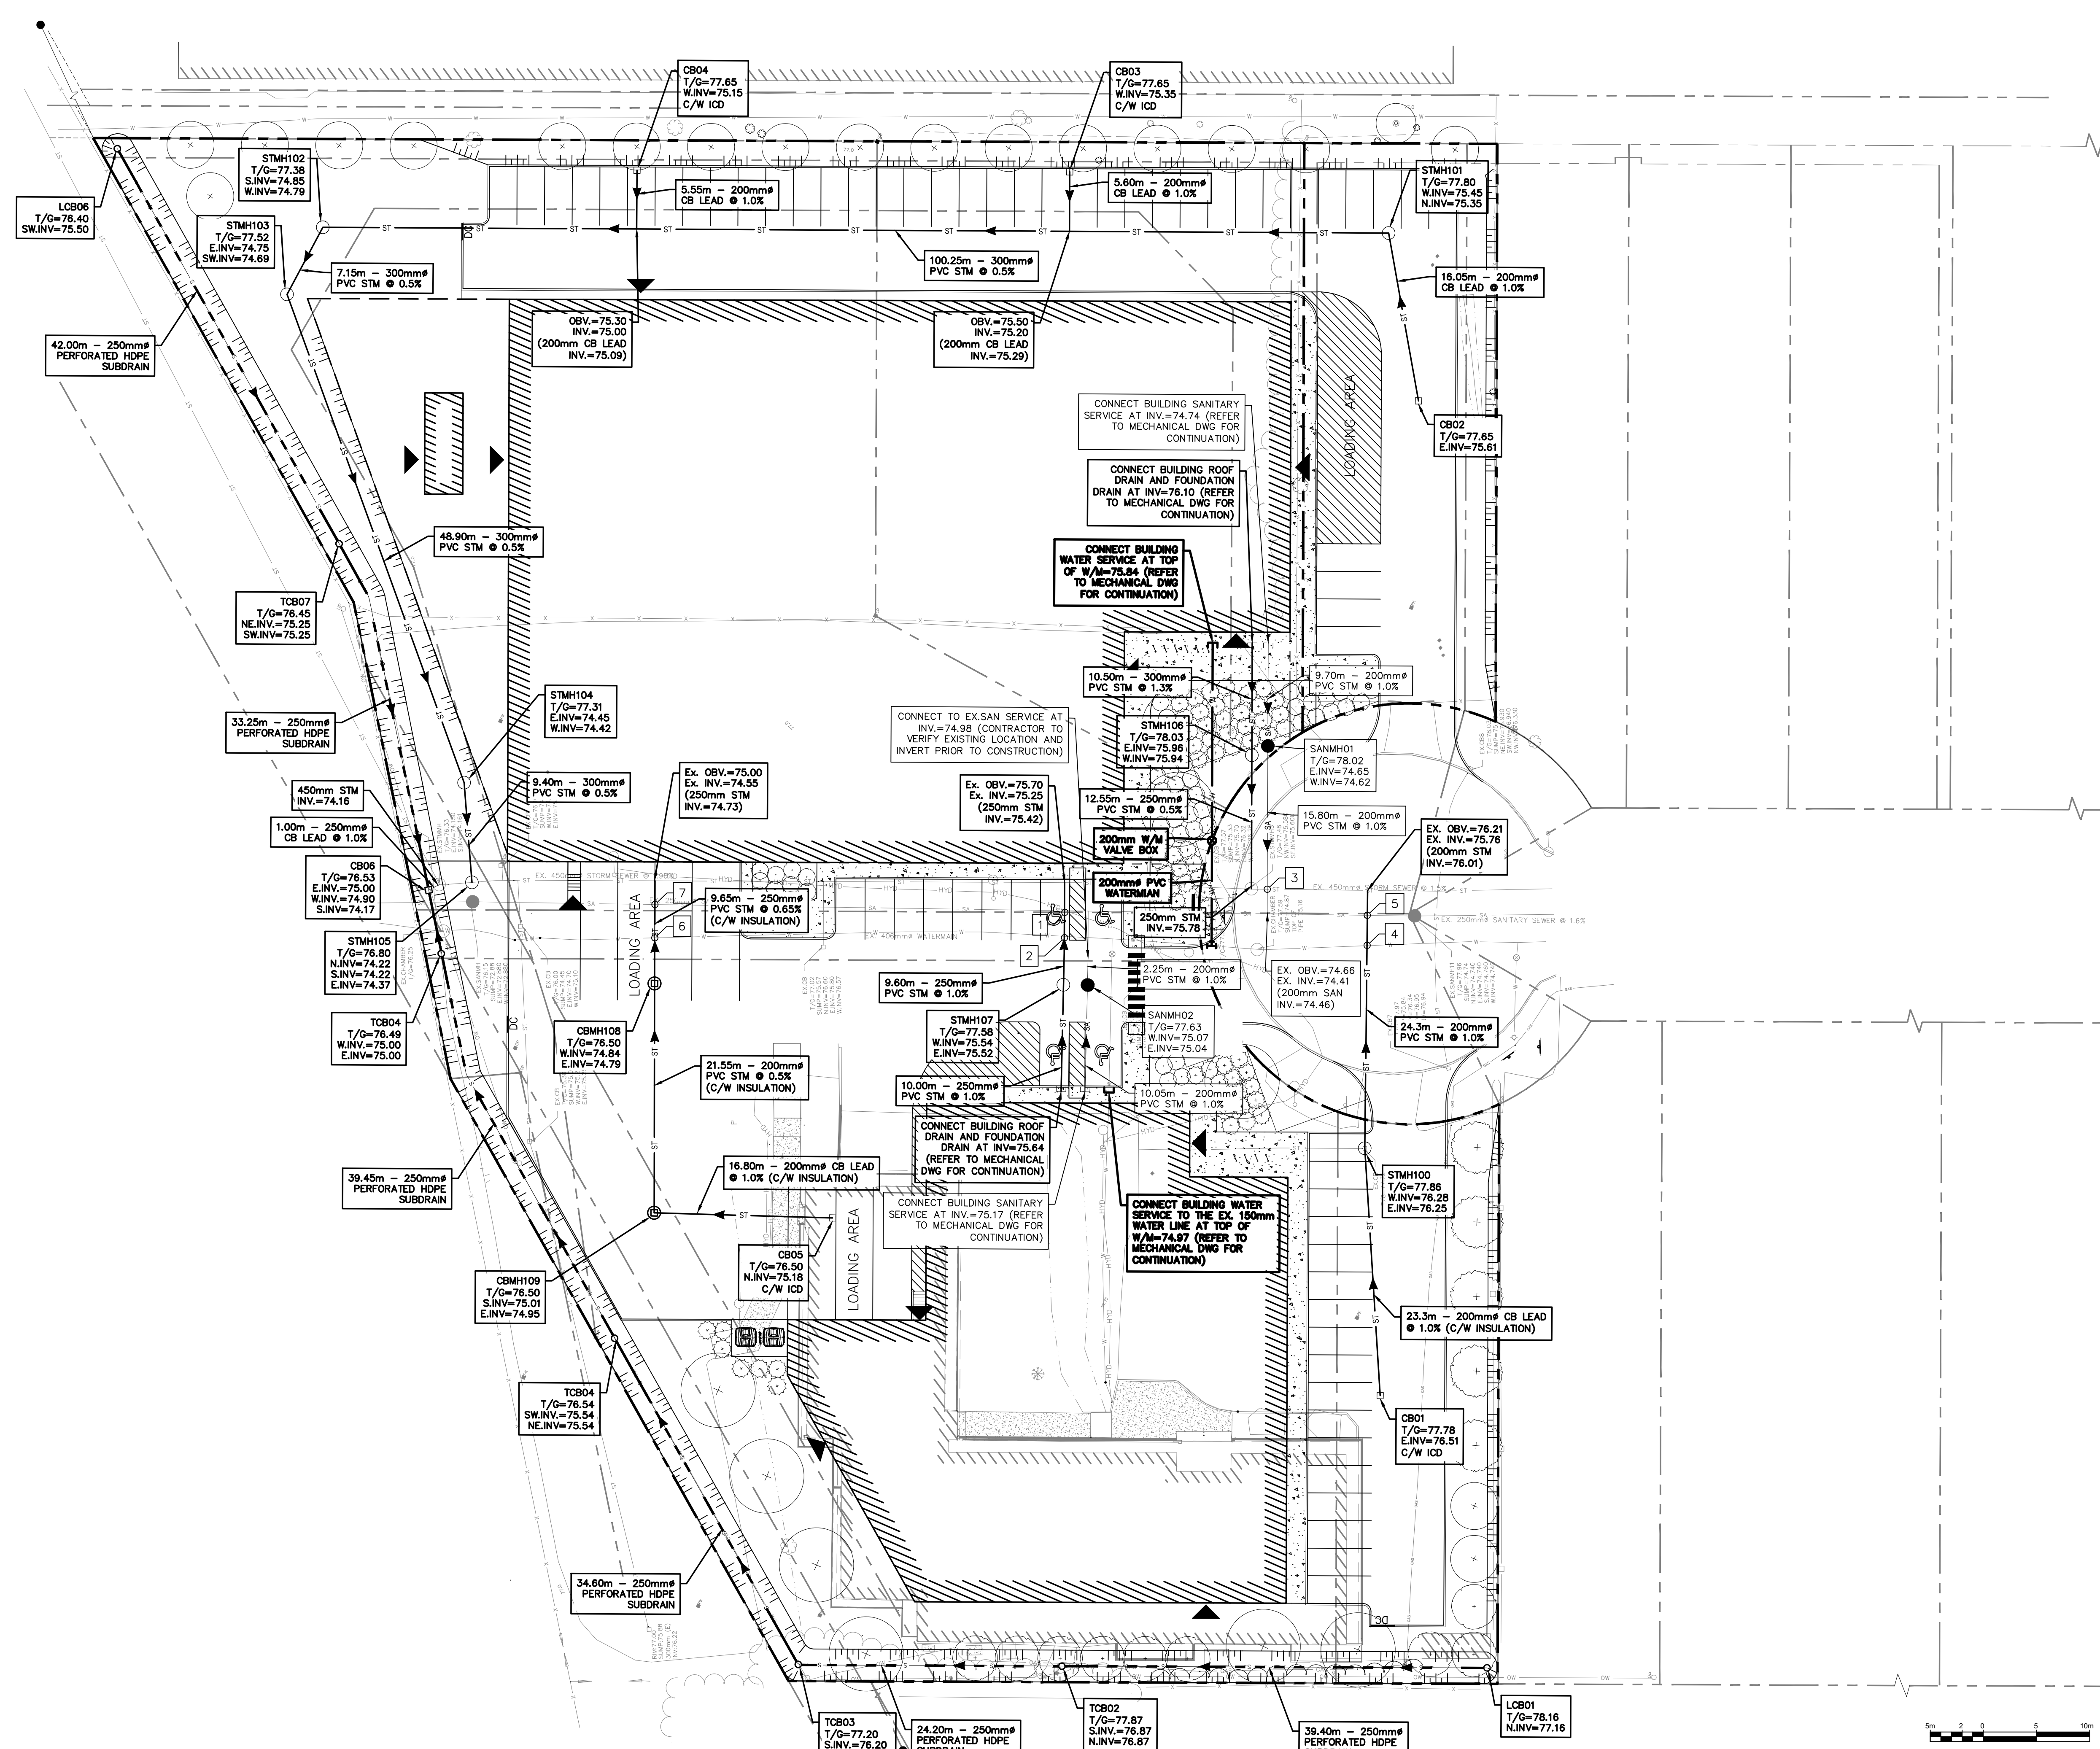 CB04
T/G=77.65
W.INV=75.15
C/W ICD
CB03
T/G=77.65
W.INV=75.35
C/W ICD
STMH102
T/G=77.38
S.INV=74.85
W.INV=74.79
5.55m – 200mmø
CB LEAD @ 1.0%
5.60m – 200mmø
CB LEAD @ 1.0%
STMH101
T/G=77.80
W.INV=75.45
N.INV=75.35
LCB06
T/G=76.40
SW.INV=75.50
STMH103
T/G=77.52
E.INV=74.75
SW.INV=74.69
7.15m – 300mmø
PVC STM @ 0.5%
100.25m – 300mmø
PVC STM @ 0.5%
16.05m – 200mmø
CB LEAD @ 1.0%
DC
42.00m – 250mmø
PERFORATED HDPE
SUBDRAIN
OBV.=75.30
INV.=75.00
(200mm CB LEAD
INV.=75.09)
OBV.=75.50
INV.=75.20
(200mm CB LEAD
INV.=75.29)
LOADING AREA
CONNECT BUILDING SANITARY
SERVICE AT INV.=74.74 (REFER
TO MECHANICAL DWG FOR
CONTINUATION)
CB02
T/G=77.65
E.INV=75.61
CONNECT BUILDING ROOF
DRAIN AND FOUNDATION
DRAIN AT INV=76.10 (REFER
TO MECHANICAL DWG FOR
CONTINUATION)
48.90m – 300mmø
PVC STM @ 0.5%
CONNECT BUILDING
WATER SERVICE AT TOP
OF W/M=75.84 (REFER
TO MECHANICAL DWG
FOR CONTINUATION)
TCB07
T/G=76.45
NE.INV=75.25
SW.INV=75.25
10.50m – 300mmø
PVC STM @ 1.3%
9.70m – 200mmø
PVC STM @ 1.0%
STMH104
T/G=77.31
E.INV=74.45
W.INV=74.42
33.25m – 250mmø
PERFORATED HDPE
SUBDRAIN
CONNECT TO EX.SAN SERVICE AT
INV.=74.98 (CONTRACTOR TO
VERIFY EXISTING LOCATION AND
INVERT PRIOR TO CONSTRUCTOR)
STMH106
T/G=78.03
E.INV=75.96
W.INV=75.94
SANMH01
T/G=78.02
E.INV=74.65
W.INV=74.62
450mm STM
INV.=74.16
9.40m – 300mmø
PVC STM @ 0.5%
Ex. OBV.=75.00
Ex. INV.=74.55
(250mm STM
INV.=74.73)
Ex. OBV.=75.70
Ex. INV.=75.25
(250mm STM
INV.=75.42)
12.55m – 250mmø
PVC STM @ 0.5%
15.80m – 200mmø
PVC STM @ 1.0%
1.00m – 250mmø
CB LEAD @ 1.0%
200mm W/M
VALVE BOX
EX. OBV.=76.21
EX. INV.=75.76
(200mm STM
INV.=76.01)
CB06
T/G=76.53
E.INV=75.00
W.INV=74.90
S.INV=74.17
200mmø PVC
WATERMIAN
3
7
9.65m – 250mmø
PVC STM @ 0.65%
(C/W INSULATION)
250mm STM
INV.=75.78
5
EX. 250mmø SANITARY SEWER @ 1.6%
1
6
EX. 406mmø WATERMAIN
4
2
LOADING AREA
STMH105
T/G=76.80
N.INV=74.22
S.INV=74.22
E.INV=74.37
9.60m – 250mmø
PVC STM @ 1.0%
2.25m – 200mmø
PVC STM @ 1.0%
EX. OBV.=74.66
EX. INV.=74.41
(200mm SAN
INV.=74.46)
TCB04
T/G=76.49
W.INV=75.00
E.INV=75.00
DC
CBMH108
T/G=76.50
W.INV=74.84
E.INV=74.79
STMH107
T/G=77.58
W.INV=75.54
E.INV=75.52
SANMH02
T/G=77.63
W.INV=75.07
E.INV=75.04
24.3m – 200mmø
PVC STM @ 1.0%
21.55m – 200mmø
PVC STM @ 0.5%
(C/W INSULATION)
10.00m – 250mmø
PVC STM @ 1.0%
10.05m – 200mmø
PVC STM @ 1.0%
CONNECT BUILDING ROOF
DRAIN AND FOUNDATION
DRAIN AT INV=75.64
(REFER TO MECHANICAL
DWG FOR CONTINUATION)
39.45m – 250mmø
PERFORATED HDPE
SUBDRAIN
16.80m – 200mmø CB LEAD
@ 1.0% (C/W INSULATION)
STMH100
T/G=77.86
W.INV=76.28
E.INV=76.25
CONNECT BUILDING SANITARY
SERVICE AT INV.=75.17 (REFER
TO MECHANICAL DWG FOR
CONTINUATION)
CONNECT BUILDING WATER
SERVICE TO THE EX. 150mm
WATER LINE AT TOP OF
W/M=74.97 (REFER TO
MECHANICAL DWG FOR
CONTINUATION)
LOADING AREA
CB05
T/G=76.50
N.INV=75.18
C/W ICD
CBMH109
T/G=76.50
S.INV=75.01
E.INV=74.95
23.3m – 200mmø CB LEAD
@ 1.0% (C/W INSULATION)
TCB04
T/G=76.54
SW.INV.=75.54
NE.INV=75.54
CB01
T/G=77.78
E.INV=76.51
C/W ICD
34.60m – 250mmø
PERFORATED HDPE
SUBDRAIN
DC
TCB03
T/G=77.20
S.INV.=76.20
24.20m – 250mmø
PERFORATED HDPE
TCB02
T/G=77.87
S.INV.=76.87
N.INV=76.87
39.40m – 250mmø
PERFORATED HDPE
LCB01
T/G=78.16
N.INV=77.16
5m 2 0 5 10m